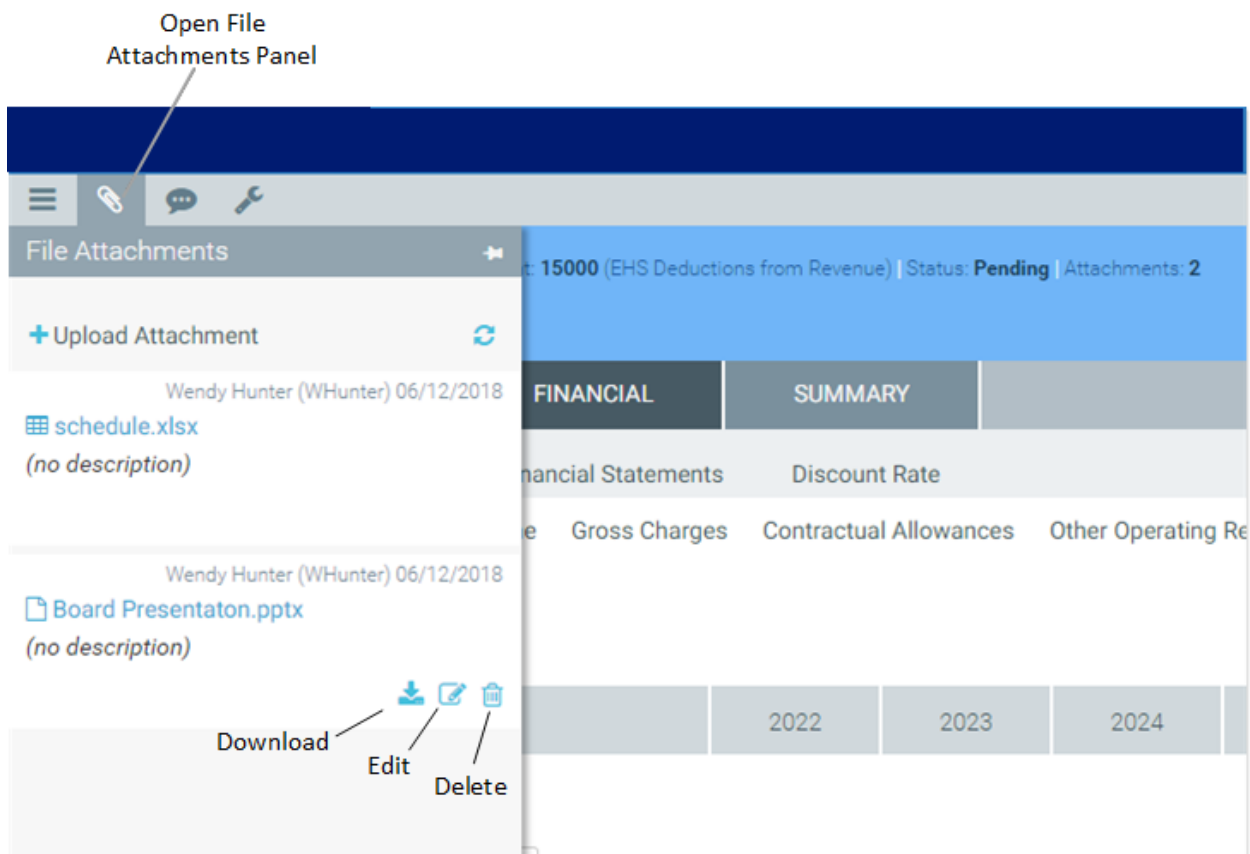 Open File
Attachments Panel
File Attachments
15000 (EHS Deductions from Revenue) | Status: Pending | Attachments: 2
Upload Attachment
Wendy Hunter (WHunter) 06/12/2018
FINANCIAL
SUMMARY
schedule.xlsx
(no description)
Statements
Discount Rate
Gross Charges
Contractual Allowances
Other Operating
Wendy Hunter (WHunter) 06/12/2018
Board Presentaton.pptx
(no description)
2022
2023
2024
Download
Edit
Delete